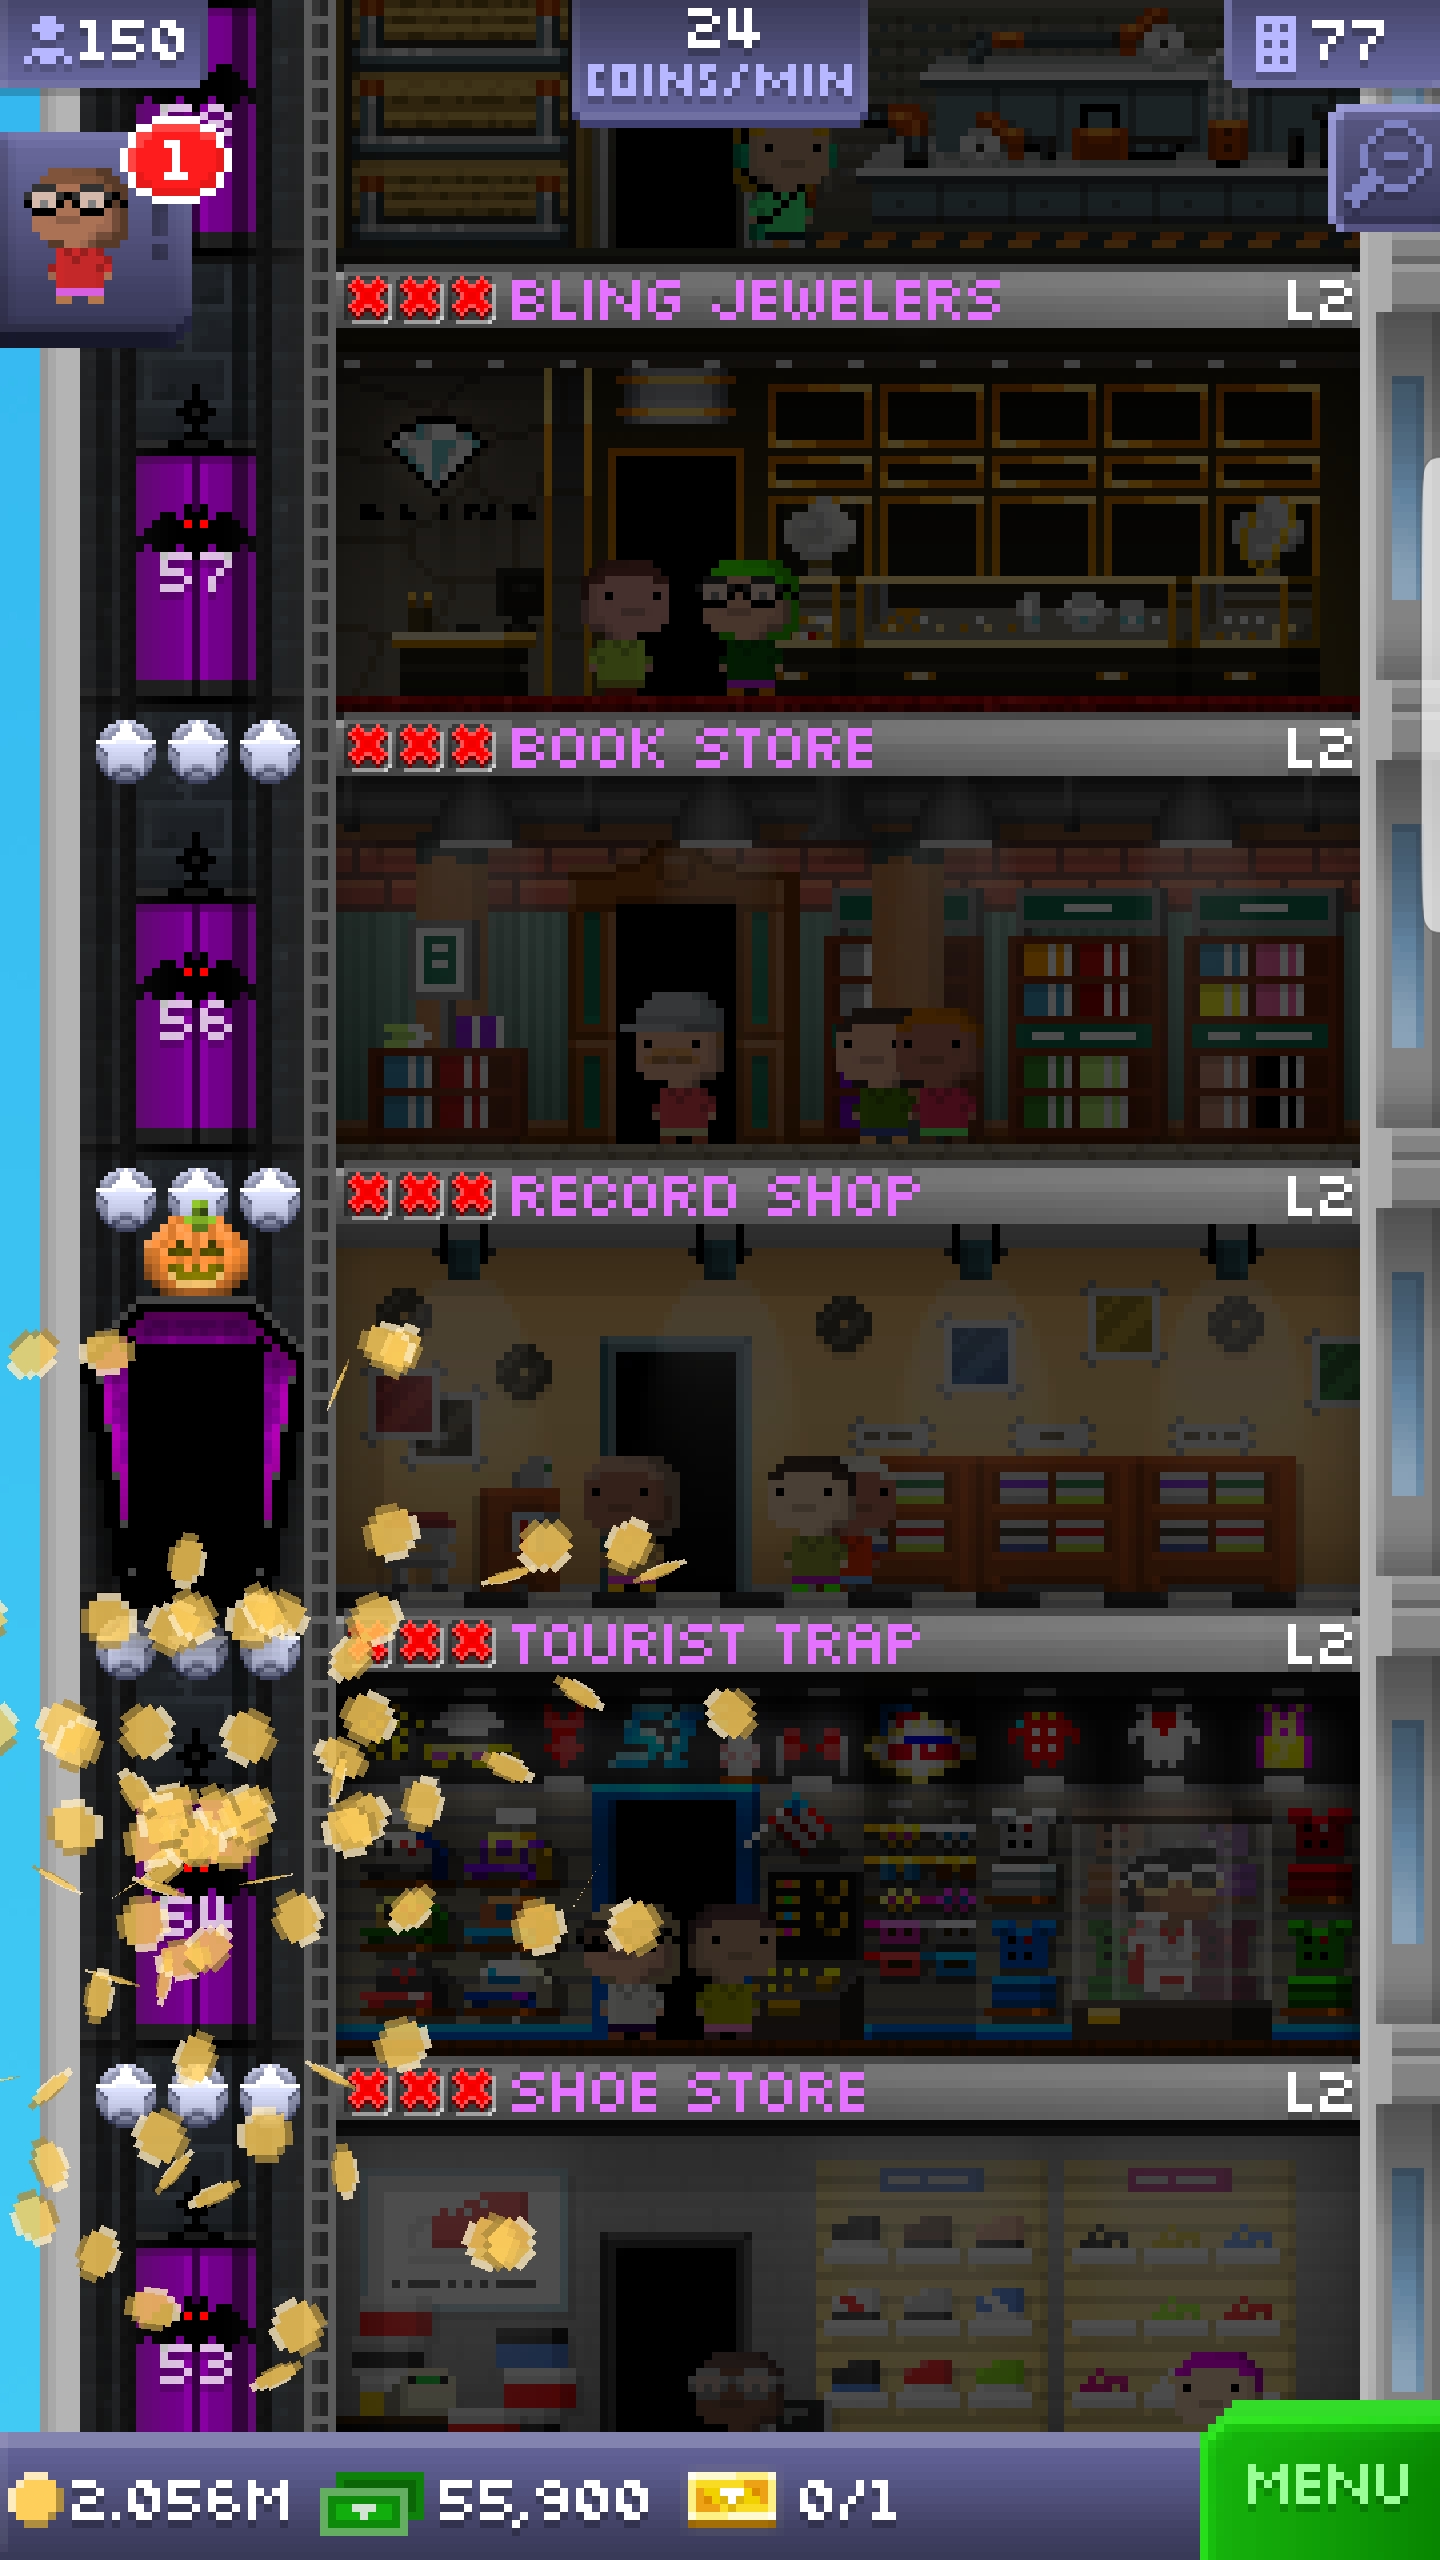 150
24
COINS/MIN
77
1
BLING JEWELERS L2
BLING
57
BOOK STORE L2
56
RECORD SHOP L2
TOURIST TRAP L2
54
SHOE STORE L2
53
2.056M 55,900 0/1
MENU